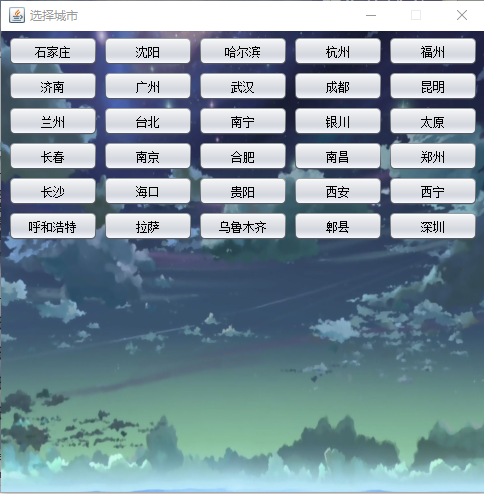 选择城市
石家庄 沈阳 哈尔滨 杭州 福州
济南 广州 武汉 成都 昆明
兰州 台北 南宁 银川 太原
长春 南京 合肥 南昌 郑州
长沙 海口 贵阳 西安 西宁
呼和浩特 拉萨 乌鲁木齐 郫县 深圳